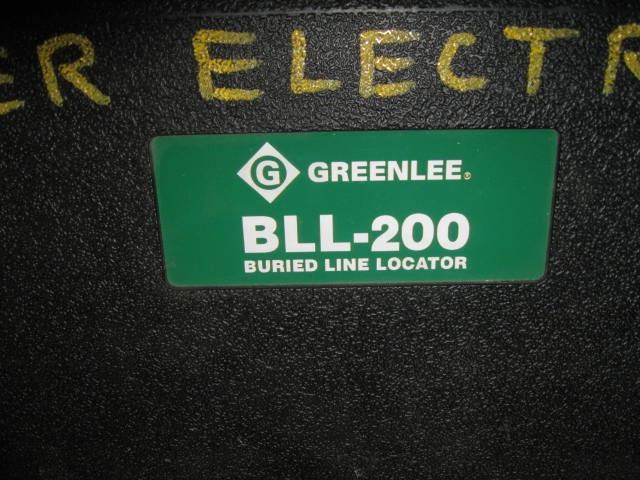 ER ELECTR
G GREENLEE®
BLL-200
BURIED LINE LOCATOR